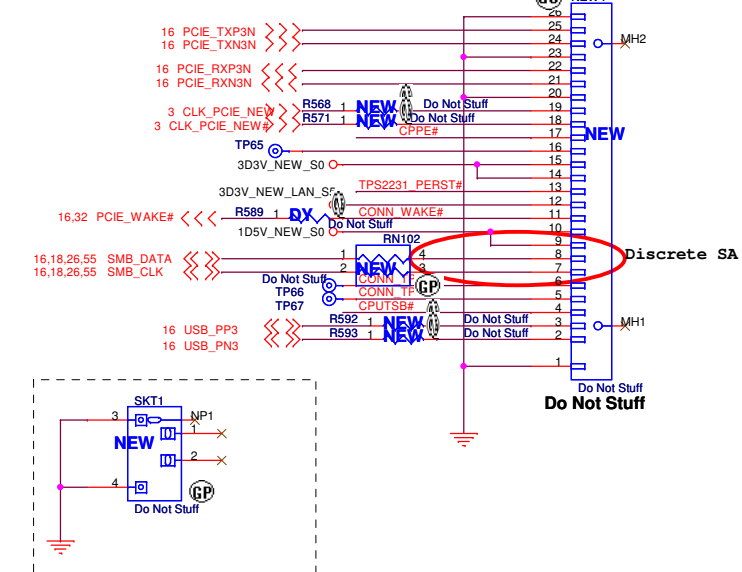 26
25
16 PCIE_TXP3N
16 PCIE_TXN3N
24
MH2
23
22
16 PCIE_RXP3N
16 PCIE_RXN3N
21
20
R568 1 NEW Do Not Stuff
19
3 CLK_PCIE_NEW
R571 1 NEW Do Not Stuff
18
3 CLK_PCIE_NEW#
CPPE#
17
NEW
TP65
16
3D3V_NEW_S0
15
14
TPS2231_PERST#
13
3D3V_NEW_LAN_S5
12
16,32 PCIE_WAKE#
R589 1 DY
CONN_WAKE#
11
Do Not Stuff
1D5V_NEW_S0
10
RN102
9
16,18,26,55 SMB_DATA
1 4
8
Discrete SA
16,18,26,55 SMB_CLK
2 NEW 3
7
Do Not Stuff
GP
6
TP66
5
TP67
CPUTSB#
4
R592 1 NEW Do Not Stuff
3
MH1
16 USB_PP3
R593 1 NEW Do Not Stuff
2
16 USB_PN3
1
Do Not Stuff
Do Not Stuff
SKT1
3
NP1
1
NEW
2
4
GP
Do Not Stuff